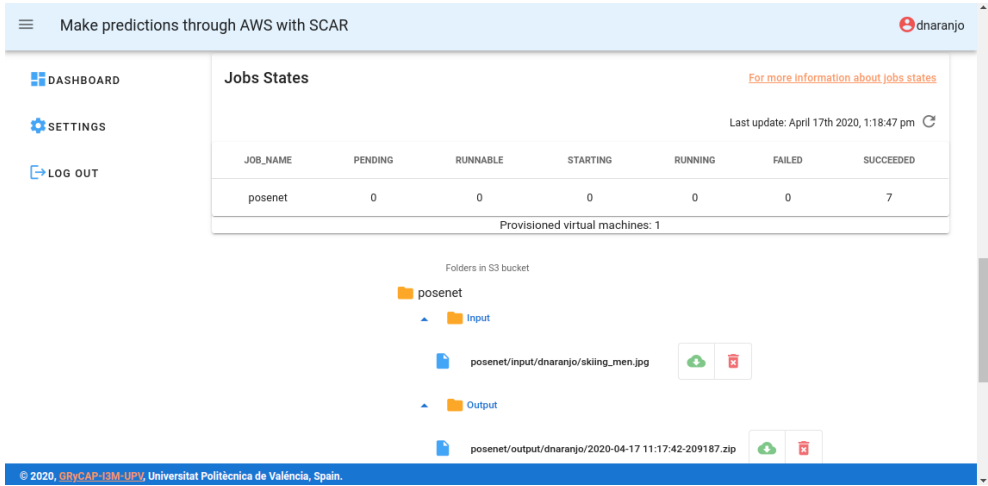 Make predictions through AWS with SCAR
dnaranjo
DASHBOARD
SETTINGS
LOG OUT
Jobs States
For more information about jobs states
Last update: April 17th 2020, 1:18:47 pm
JOB_NAME PENDING RUNNABLE STARTING RUNNING FAILED SUCCEEDED
posenet 0 0 0 0 0 7
Provisioned virtual machines: 1
Folders in S3 bucket
posenet
Input
posenet/input/dnaranjo/skiing_men.jpg
Output
posenet/output/dnaranjo/2020-04-17 11:17:42-209187.zip
© 2020, GRyCAP-I3M-UPV, Universitat Politècnica de Valéncia, Spain.